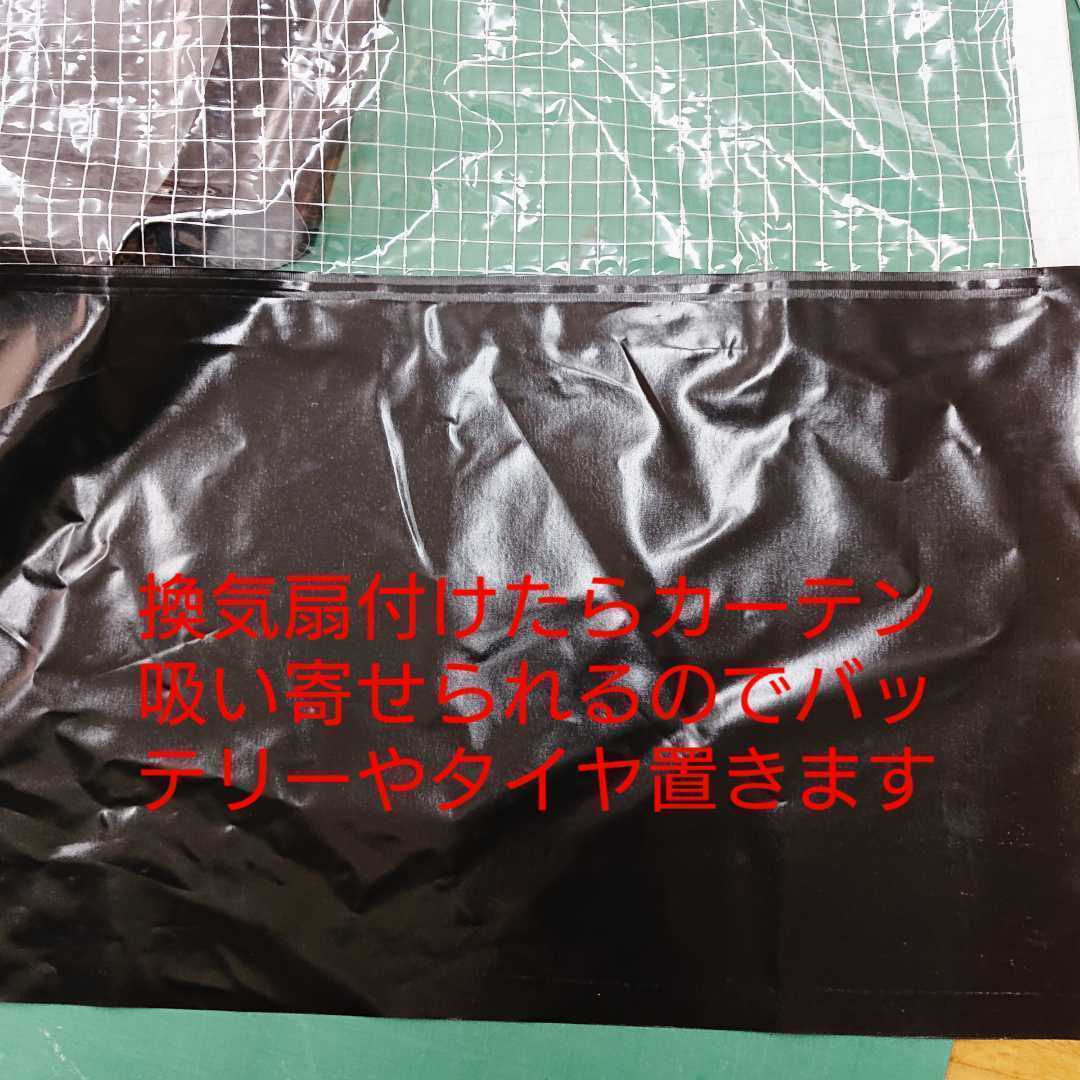 換気扇付けたらカーテン
吸い寄せられるのでバッ
テリーやタイヤ置きます